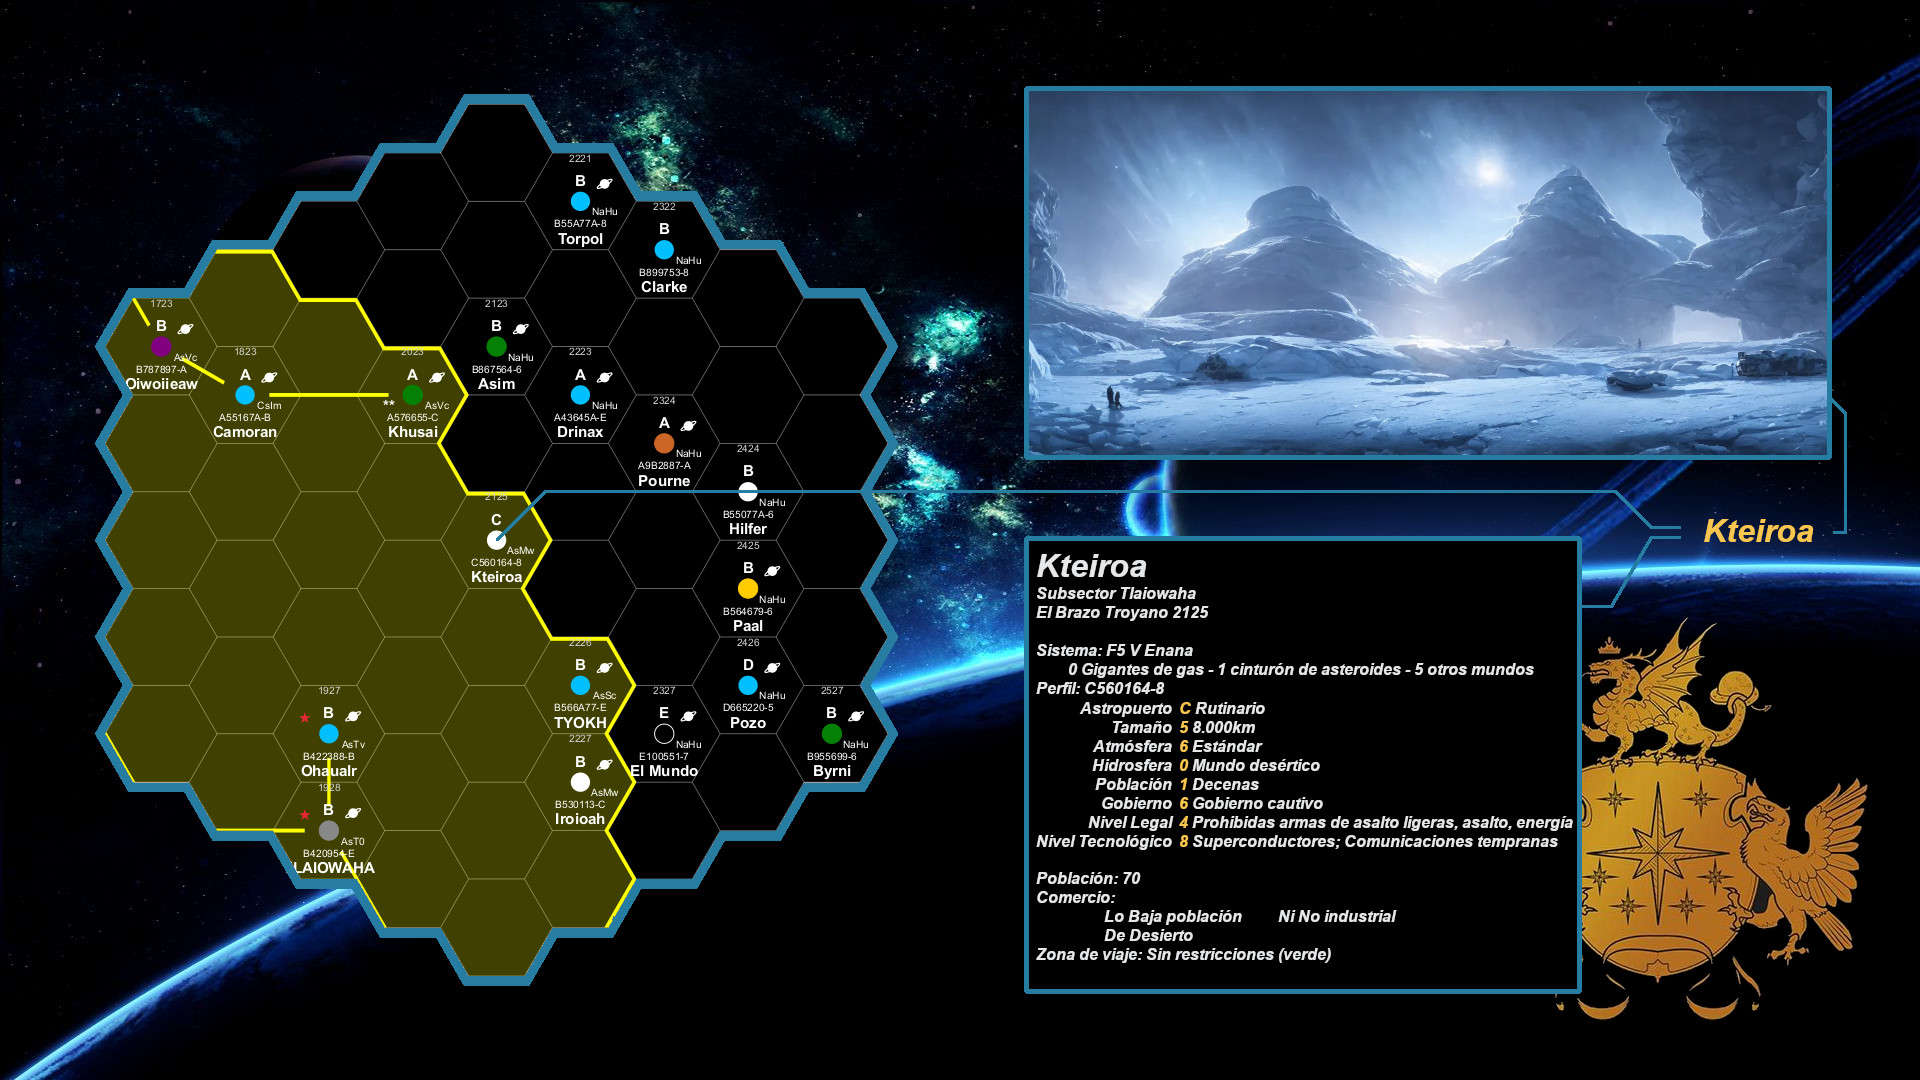 2221
B
NaHu
B55A77A-8
Torpol
2322
B
NaHu
B899753-8
Clarke
1723
B
AsVc
B787897-A
Oiwoiieaw
1823
A
CsIm
A55167A-B
Camoran
2023
A
**
AsVc
A576655-C
Khusai
2123
B
NaHu
B867564-6
Asim
2223
A
NaHu
A43645A-E
Drinax
2324
A
NaHu
A9B2887-A
Pourne
2424
B
NaHu
B55077A-6
Hilfer
2125
C
AsMw
C560164-8
Kteiroa
2425
B
NaHu
B564679-6
Paal
2226
B
AsSc
B566A77-E
TYOKH
2426
D
NaHu
D665220-5
Pozo
1927
B
AsTv
B422388-B
Ohaualr
2327
E
NaHu
E100551-7
El Mundo
2527
B
NaHu
B955699-6
Byrni
2227
B
AsMw
B530113-C
Iroioah
1928
B
AsT0
B420954-E
LAIOWAHA
Kteiroa
Kteiroa
Subsector Tlaiowaha
El Brazo Troyano 2125
Sistema: F5 V Enana
0 Gigantes de gas - 1 cinturón de asteroides - 5 otros mundos
Perfil: C560164-8
Astropuerto C Rutinario
Tamaño 5 8.000km
Atmósfera 6 Estándar
Hidrosfera 0 Mundo desértico
Población 1 Decenas
Gobierno 6 Gobierno cautivo
Nivel Legal 4 Prohibidas armas de asalto ligeras, asalto, energía
Nivel Tecnológico 8 Superconductores; Comunicaciones tempranas
Población: 70
Comercio:
Lo Baja población Ni No industrial
De Desierto
Zona de viaje: Sin restricciones (verde)